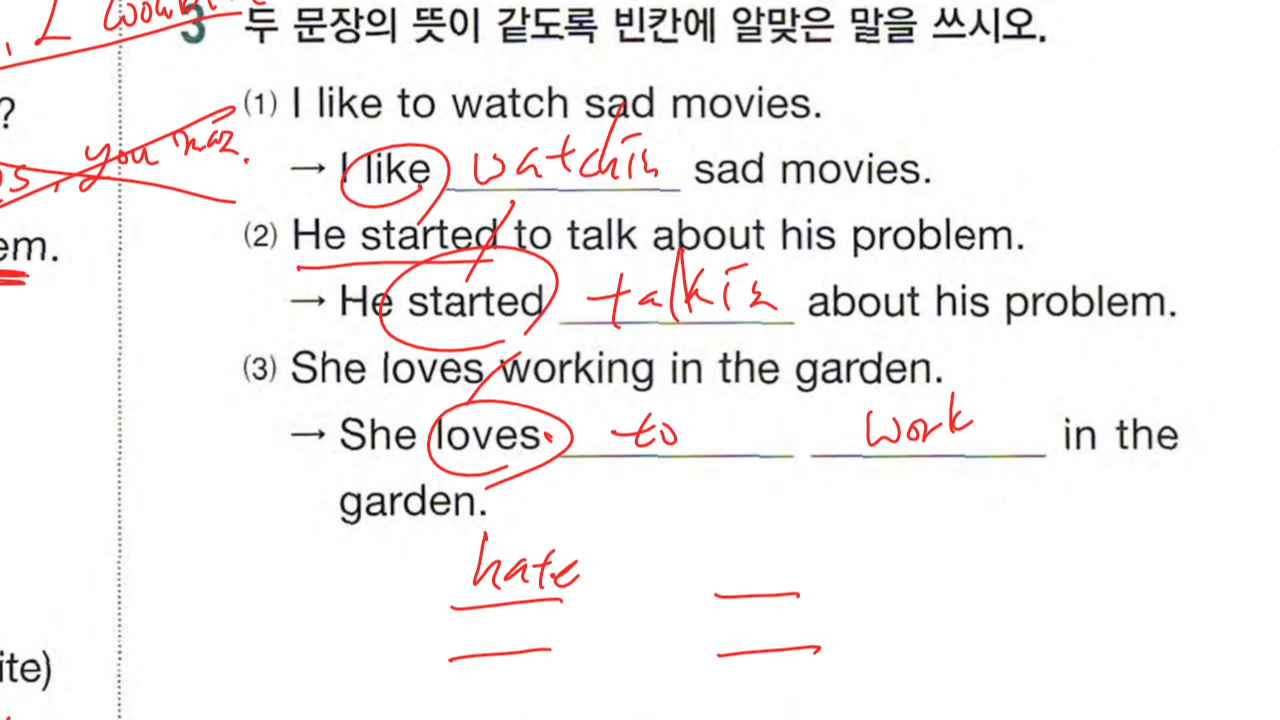 I would
3 두 문장의 뜻이 같도록 빈칸에 알맞은 말을 쓰시오.
?
(1) I like to watch sad movies.
you may.
→ I like watchin sad movies.
em.
(2) He started to talk about his problem.
→ He started talkin about his problem.
(3) She loves working in the garden.
→ She loves to work in the
garden.
hate
ite)